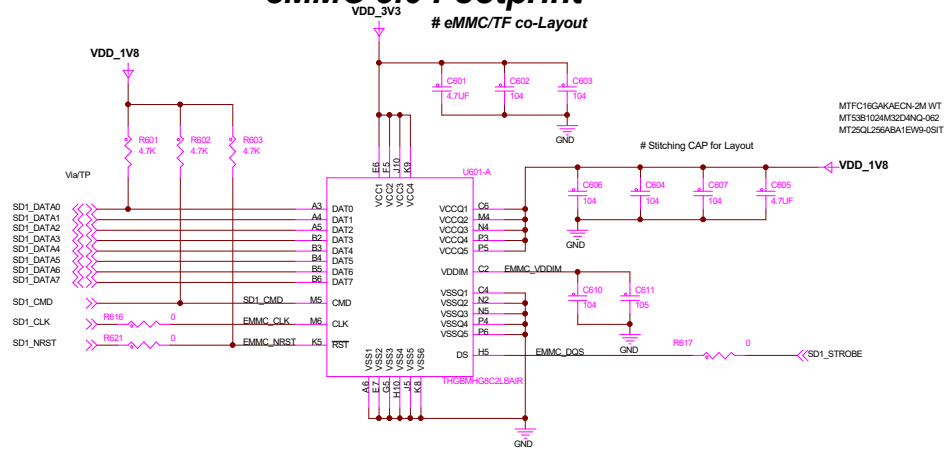 eMMC 5.0 Footprint
VDD_3V3
# eMMC/TF co-Layout
VDD_1V8
C601
4.7UF
C602
104
C603
104
GND
MTFC16GAKAECN-2M WT
MT53B1024M32D4NQ-062
MT25QL256ABA1EW9-0SIT
R601
4.7K
R602
4.7K
R603
4.7K
# Stitching CAP for Layout
VDD_1V8
Via/TP
E6
F5
J10
K9
U601-A
VCC1
VCC2
VCC3
VCC4
C606
104
C604
104
C607
104
C605
4.7UF
GND
SD1_DATA0
A3
DAT0
SD1_DATA1
A4
DAT1
SD1_DATA2
A5
DAT2
SD1_DATA3
B2
DAT3
SD1_DATA4
B3
DAT4
SD1_DATA5
B4
DAT5
SD1_DATA6
B5
DAT6
SD1_DATA7
B6
DAT7
VCCQ1
C6
VCCQ2
M4
VCCQ3
N4
VCCQ4
P3
VCCQ5
P5
VDDIM
C2
EMMC_VDDIM
C610
104
C611
105
GND
SD1_CMD
SD1_CMD
M5
CMD
SD1_CLK
R616
0
EMMC_CLK
M6
CLK
SD1_NRST
R621
0
EMMC_NRST
K5
RST
VSSQ1
C4
VSSQ2
N2
VSSQ3
N5
VSSQ4
P4
VSSQ5
P6
DS
H5
EMMC_DQS
R617
0
SD1_STROBE
VSS1
VSS2
VSS3
VSS4
VSS5
VSS6
THGBMHG8C2LBAIR
A6
E7
G5
H10
J5
K8
GND